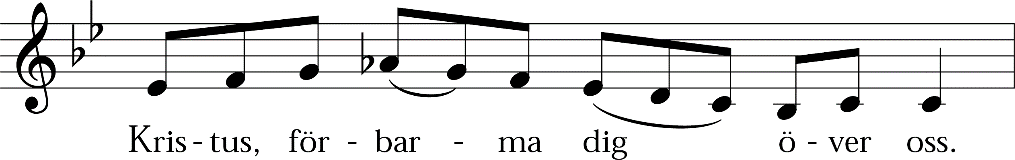 Kris - tus, för - bar - ma dig ö - ver oss.